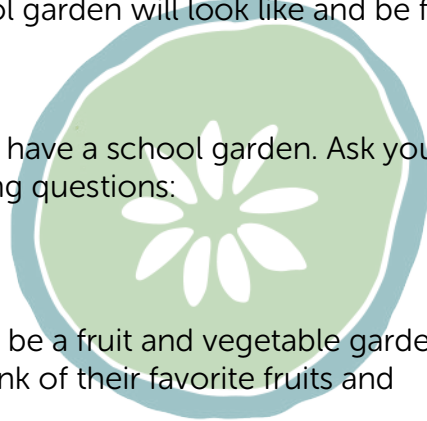 ol garden will look like and be f
have a school garden. Ask you
ng questions:
be a fruit and vegetable garde
nk of their favorite fruits and